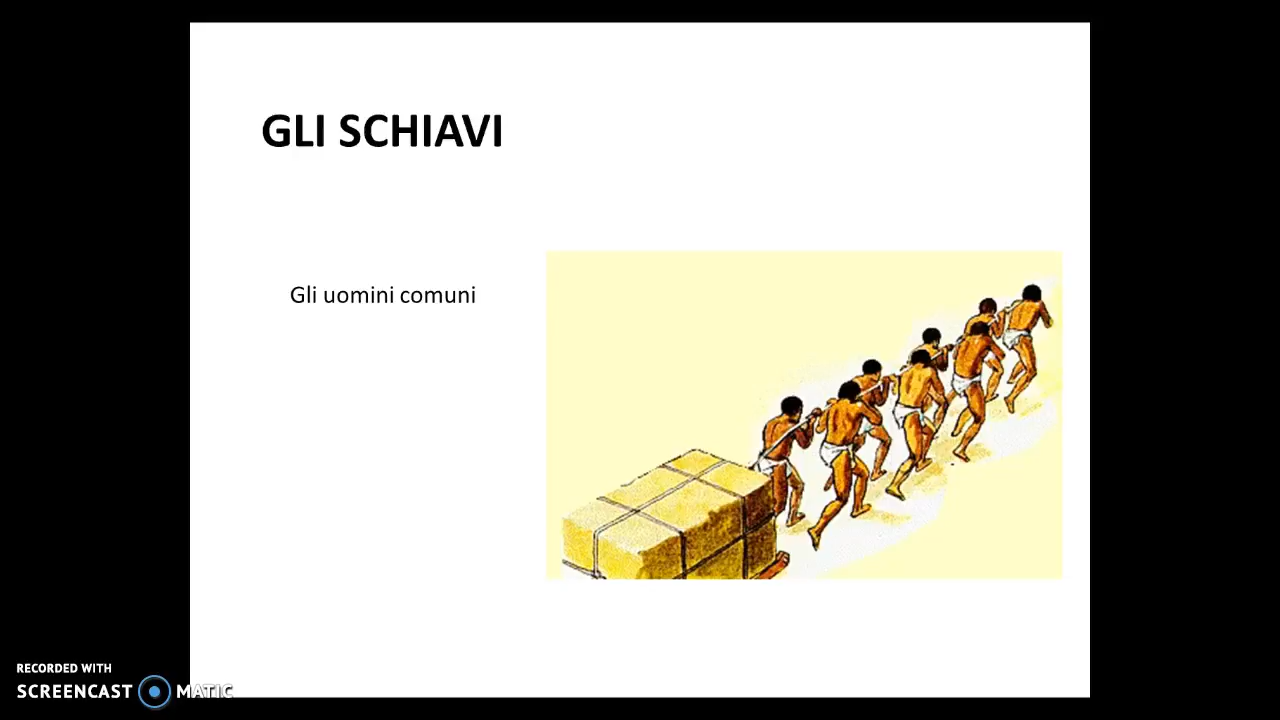 GLI SCHIAVI
Gli uomini comuni
RECORDED WITH
SCREENCAST MATIC